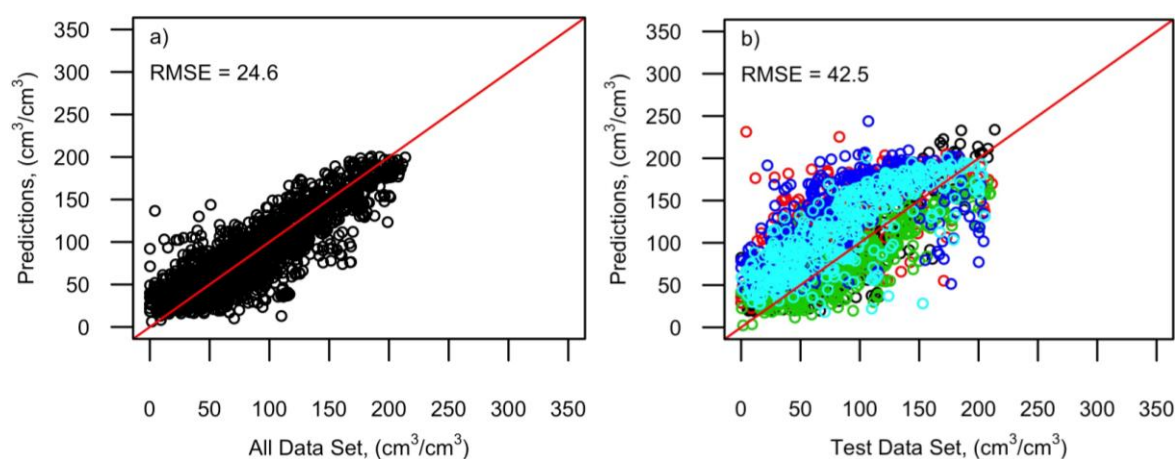 a)
RMSE = 24.6
350
300
250
200
150
100
50
0
Predictions, (cm³/cm³)
0 50 100 150 200 250 300 350
All Data Set, (cm³/cm³)
b)
RMSE = 42.5
350
300
250
200
150
100
50
0
Predictions, (cm³/cm³)
0 50 100 150 200 250 300 350
Test Data Set, (cm³/cm³)